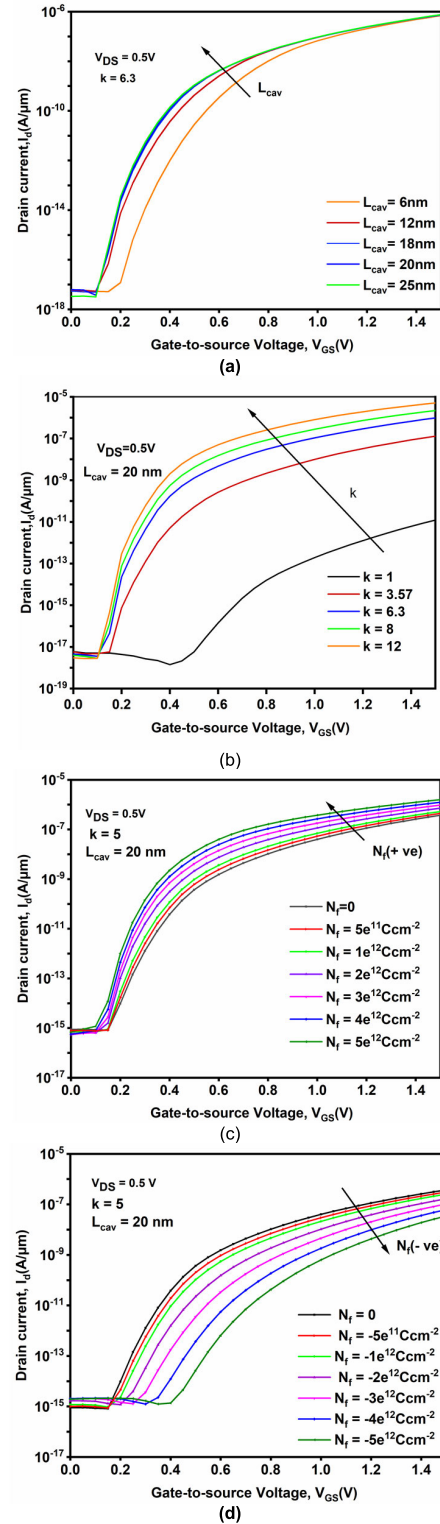 10^-6
V_DS = 0.5V
k = 6.3
L_cav
10^-10
Drain current,I_d(A/μm)
10^-14
L_cav= 6nm
L_cav= 12nm
L_cav= 18nm
L_cav= 20nm
L_cav= 25nm
10^-18
0.0 0.2 0.4 0.6 0.8 1.0 1.2 1.4
Gate-to-source Voltage, V_GS(V)
(a)
10^-5
V_DS=0.5V
L_cav = 20 nm
10^-7
10^-9
k
Drain current,I_d(A/μm)
10^-11
10^-13
k = 1
k = 3.57
k = 6.3
k = 8
k = 12
10^-15
10^-17
10^-19
0.0 0.2 0.4 0.6 0.8 1.0 1.2 1.4
Gate-to-source Voltage, V_GS(V)
(b)
10^-5
V_DS = 0.5V
k = 5
L_cav = 20 nm
N_f(+ ve)
10^-7
10^-9
Drain current, I_d(A/μm)
10^-11
N_f=0
N_f = 5e^11Ccm^-2
N_f = 1e^12Ccm^-2
N_f = 2e^12Ccm^-2
N_f = 3e^12Ccm^-2
N_f = 4e^12Ccm^-2
N_f = 5e^12Ccm^-2
10^-13
10^-15
10^-17
0.0 0.2 0.4 0.6 0.8 1.0 1.2 1.4
Gate-to-source Voltage, V_GS(V)
(c)
10^-5
V_DS = 0.5 V
k = 5
L_cav = 20 nm
10^-7
N_f(- ve)
10^-9
Drain current, I_d(A/μm)
10^-11
N_f = 0
N_f = -5e^11Ccm^-2
N_f = -1e^12Ccm^-2
N_f = -2e^12Ccm^-2
N_f = -3e^12Ccm^-2
N_f = -4e^12Ccm^-2
N_f = -5e^12Ccm^-2
10^-13
10^-15
10^-17
0.0 0.2 0.4 0.6 0.8 1.0 1.2 1.4
Gate-to-source Voltage, V_GS(V)
(d)